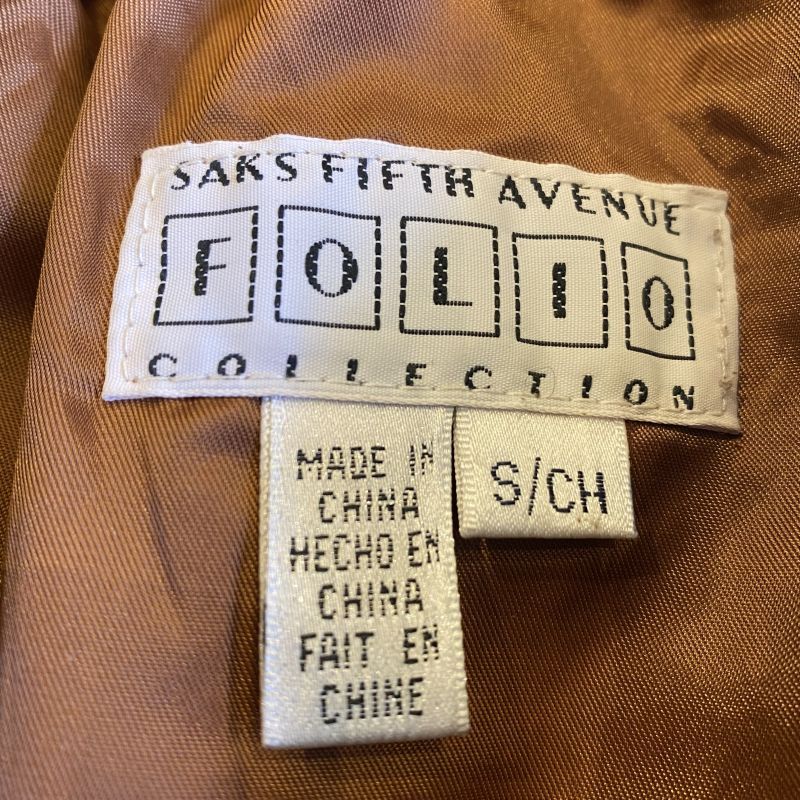 SAKS FIFTH AVENUE
FOLIO
COLLECTION
MADE IN
CHINA
HECHO EN
CHINA
FAIT EN
CHINE
S/CH